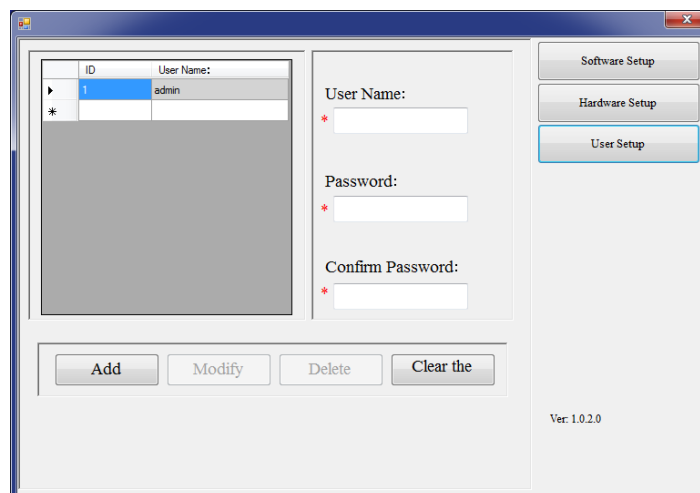 ID User Name:
1 admin
User Name:
*
Password:
*
Confirm Password:
*
Add Modify Delete Clear the
Software Setup
Hardware Setup
User Setup
Ver: 1.0.2.0